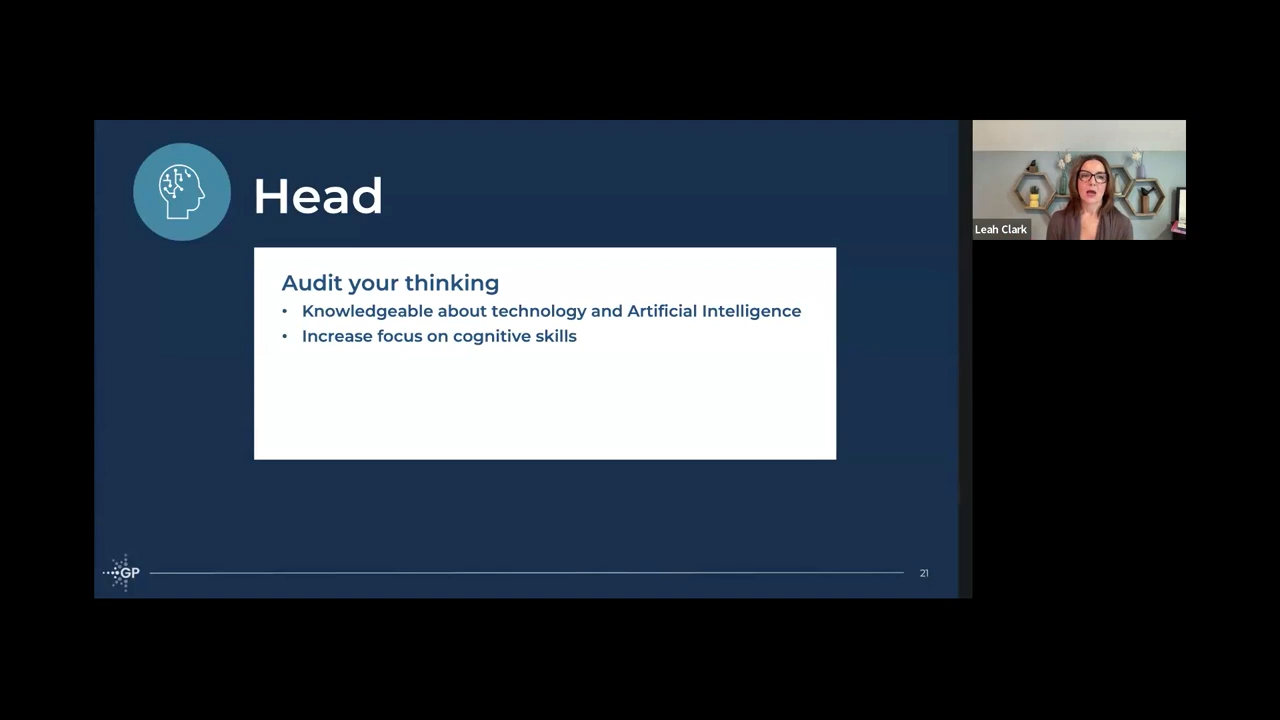 Head
Audit your thinking
• Knowledgeable about technology and Artificial Intelligence
• Increase focus on cognitive skills
GP
21
Leah Clark